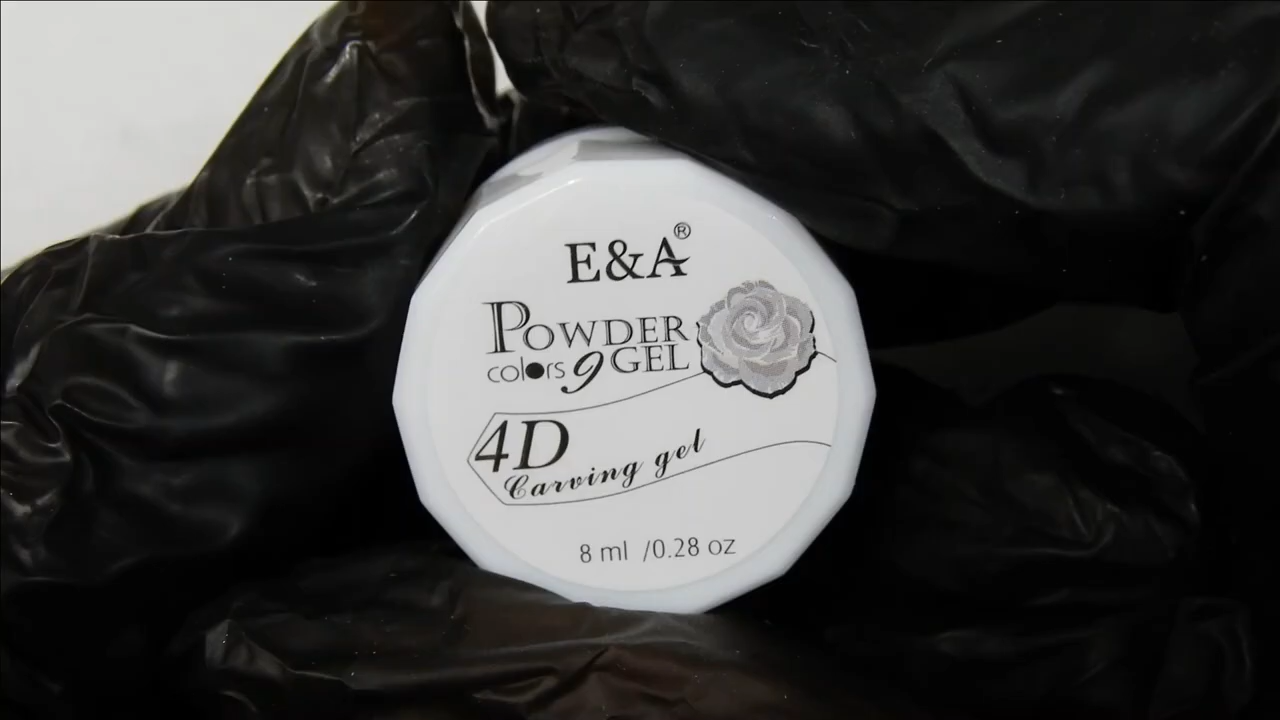 E&A®
POWDER
colors 9 GEL
4D
Carving gel
8 ml /0.28 oz